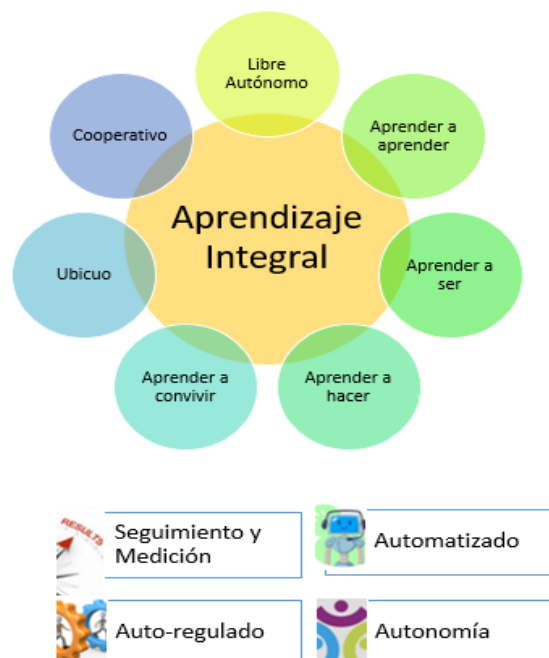 Libre
Autónomo
Cooperativo
Aprender a
aprender
Aprendizaje
Integral
Ubicuo
Aprender a
ser
Aprender a
convivir
Aprender a
hacer
RESULTS
Seguimiento y
Medición
Automatizado
Auto-regulado
Autonomía